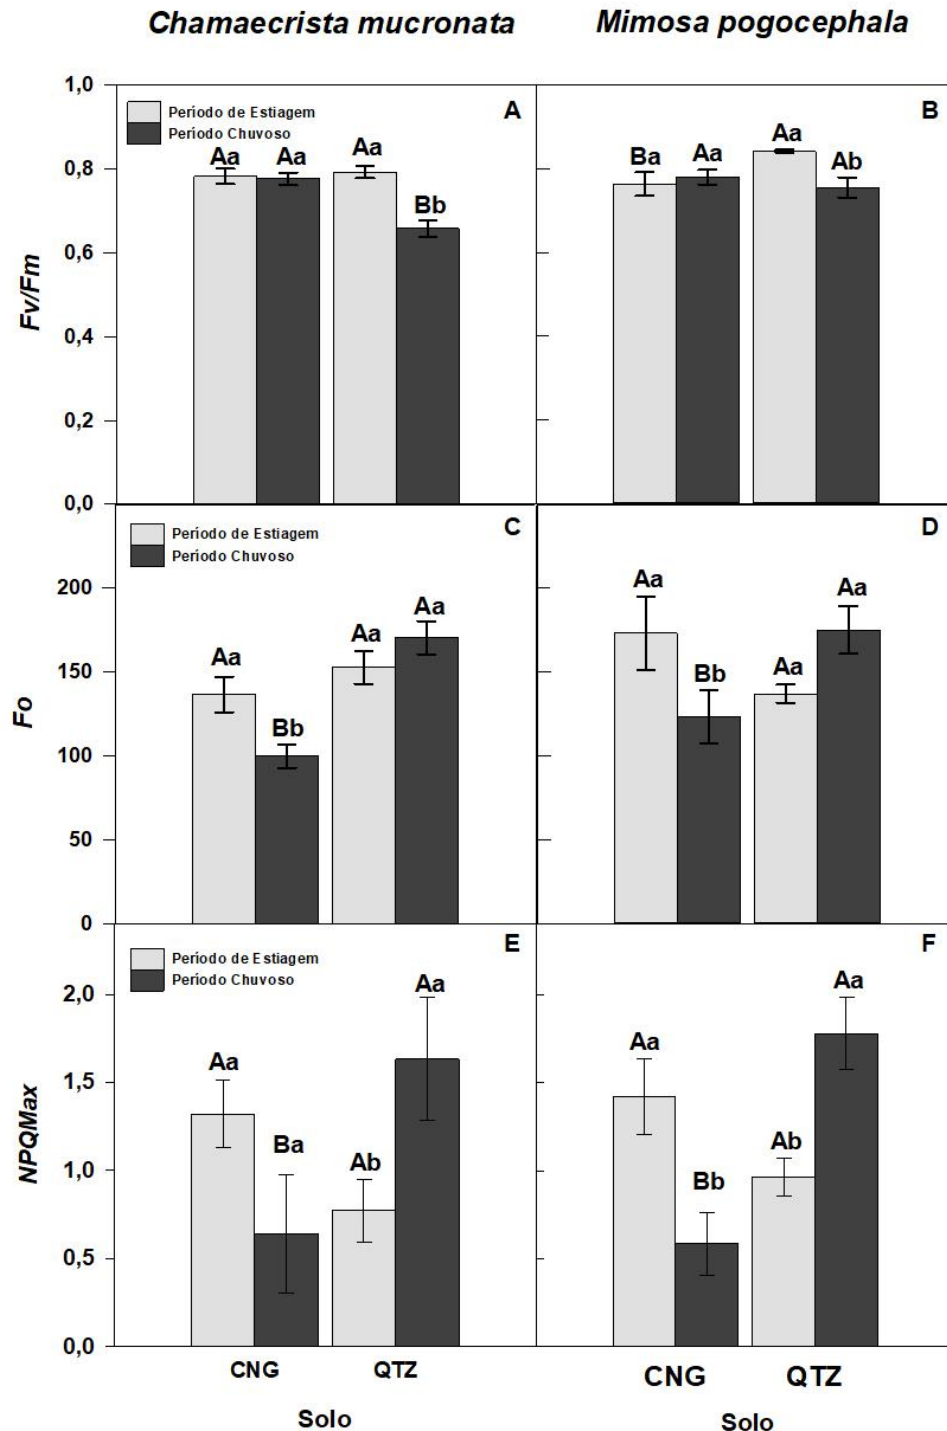 Chamaecrista mucronata
Mimosa pogocephala
1,0
0,8
0,6
0,4
0,2
0,0
Fv/Fm
Período de Estiagem
Período Chuvoso
A
Aa
Aa
Aa
Bb
B
Ba
Aa
Aa
Ab
200
150
100
50
0
Fo
Período de Estiagem
Período Chuvoso
C
Aa
Bb
Aa
Aa
D
Aa
Bb
Aa
Aa
2,0
1,5
1,0
0,5
0,0
NPQMax
Período de Estiagem
Período Chuvoso
E
Aa
Ba
Ab
Aa
F
Aa
Bb
Ab
Aa
CNG
QTZ
Solo
CNG
QTZ
Solo